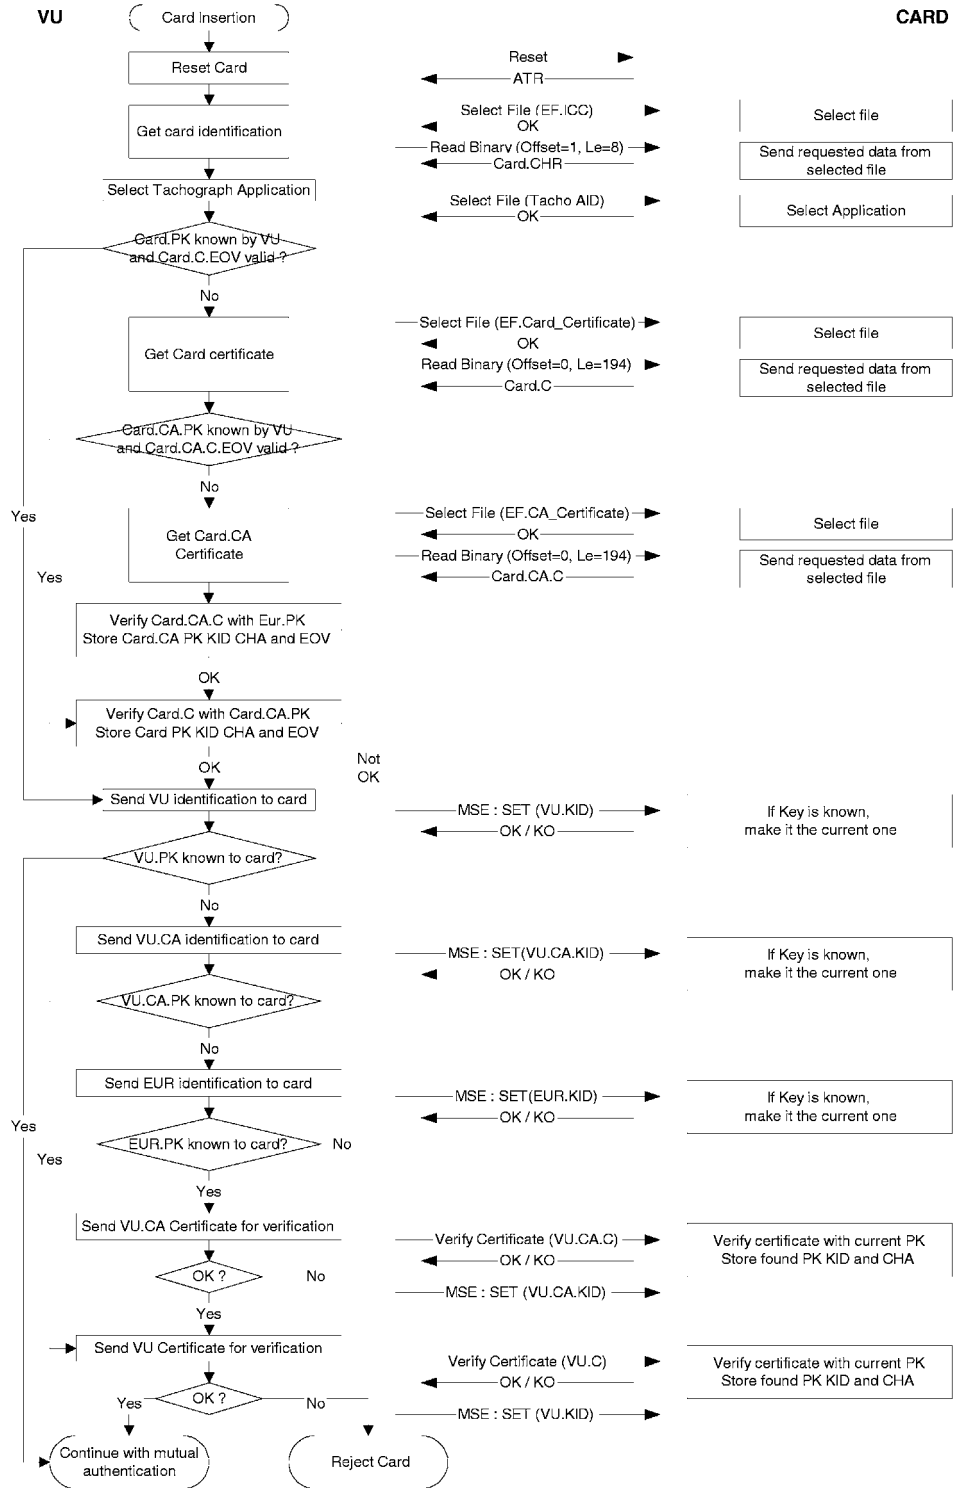 VU
Card Insertion
CARD
Reset Card
Reset
ATR
Get card identification
Select File (EF.ICC)
OK
Select file
Read Binary (Offset=1, Le=8)
Card.CHR
Send requested data from
selected file
Select Tachograph Application
Select File (Tacho AID)
OK
Select Application
Card.PK known by VU
and Card.C.EOV valid ?
No
Get Card certificate
Select File (EF.Card_Certificate)
OK
Select file
Read Binary (Offset=0, Le=194)
Card.C
Send requested data from
selected file
Card.CA.PK known by VU
and Card.CA.C.EOV valid ?
No
Yes
Get Card.CA
Certificate
Select File (EF.CA_Certificate)
OK
Select file
Yes
Read Binary (Offset=0, Le=194)
Card.CA.C
Send requested data from
selected file
Verify Card.CA.C with Eur.PK
Store Card.CA PK KID CHA and EOV
OK
Verify Card.C with Card.CA.PK
Store Card PK KID CHA and EOV
OK
Not
OK
Send VU identification to card
MSE : SET (VU.KID)
OK / KO
If Key is known,
make it the current one
VU.PK known to card?
No
Send VU.CA identification to card
MSE : SET(VU.CA.KID)
OK / KO
If Key is known,
make it the current one
VU.CA.PK known to card?
No
Send EUR identification to card
MSE : SET(EUR.KID)
OK / KO
If Key is known,
make it the current one
Yes
EUR.PK known to card?
No
Yes
Yes
Send VU.CA Certificate for verification
Verify Certificate (VU.CA.C)
OK / KO
Verify certificate with current PK
Store found PK KID and CHA
OK ?
No
MSE : SET (VU.CA.KID)
Yes
Send VU Certificate for verification
Verify Certificate (VU.C)
OK / KO
Verify certificate with current PK
Store found PK KID and CHA
OK ?
Yes
No
MSE : SET (VU.KID)
Continue with mutual
authentication
Reject Card